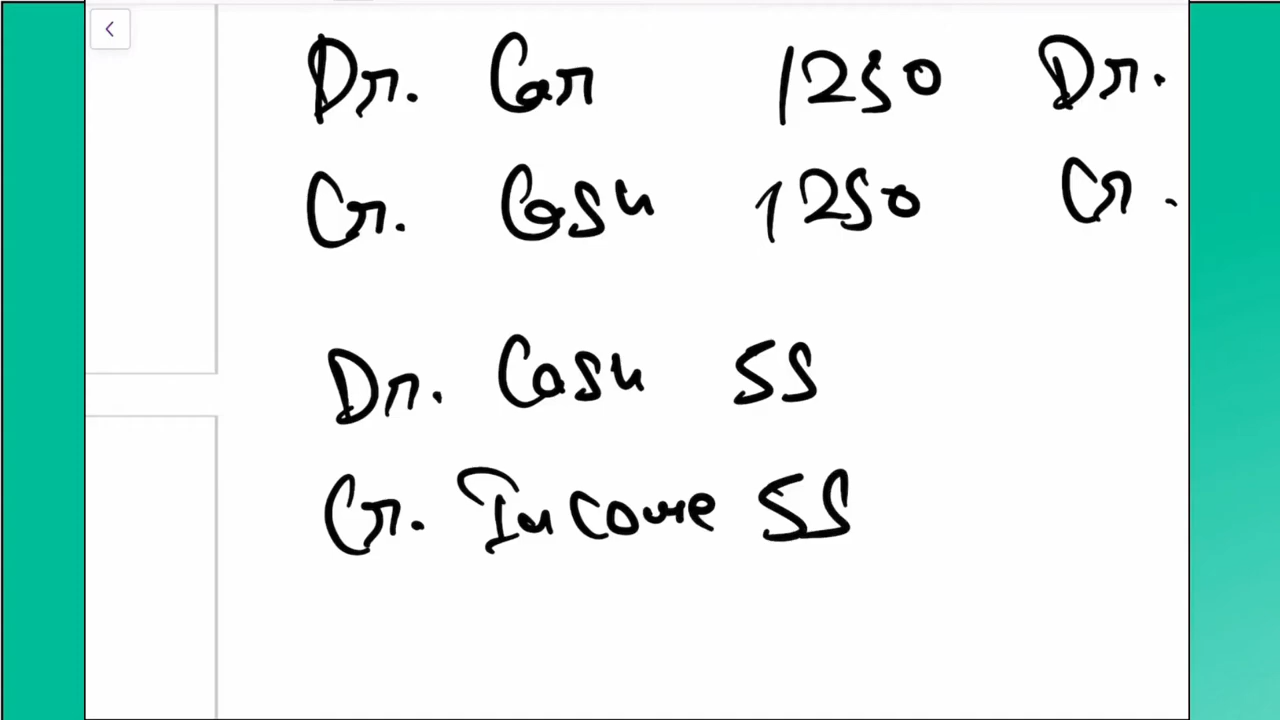 Dr. Car 1250 Dr.
Cr. Cash 1250 Cr.
Dr. Cash 55
Cr. Income 55